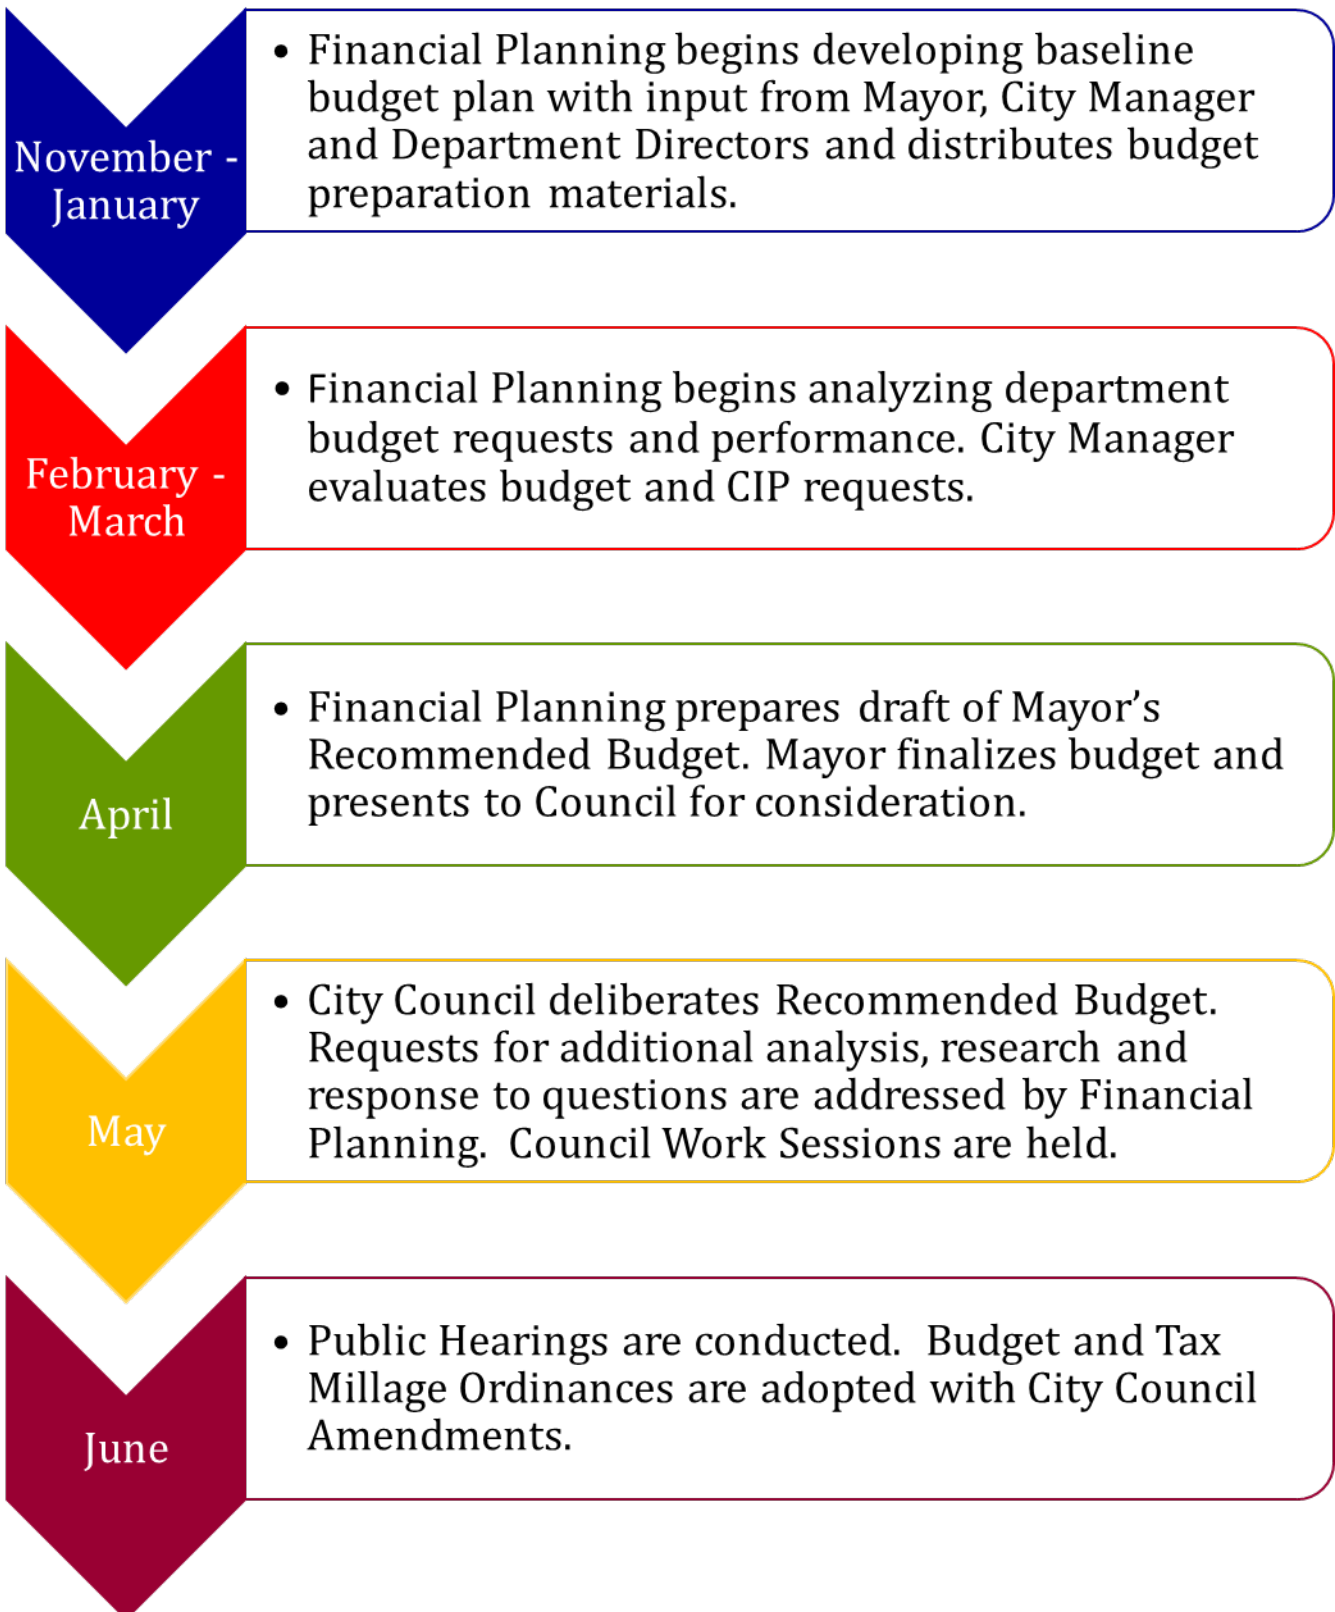 November -
January
• Financial Planning begins developing baseline
budget plan with input from Mayor, City Manager
and Department Directors and distributes budget
preparation materials.
February -
March
• Financial Planning begins analyzing department
budget requests and performance. City Manager
evaluates budget and CIP requests.
April
• Financial Planning prepares draft of Mayor’s
Recommended Budget. Mayor finalizes budget and
presents to Council for consideration.
May
• City Council deliberates Recommended Budget.
Requests for additional analysis, research and
response to questions are addressed by Financial
Planning. Council Work Sessions are held.
June
• Public Hearings are conducted. Budget and Tax
Millage Ordinances are adopted with City Council
Amendments.